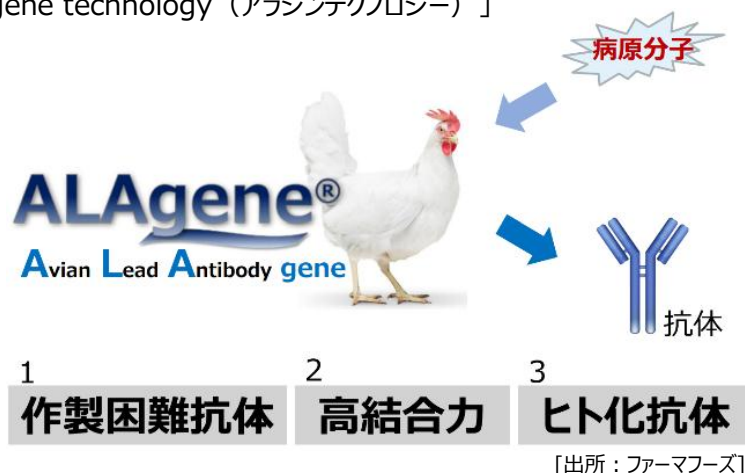 gene technology（アラジンテクノロジー）」
病原分子
ALAgene®
Avian Lead Antibody gene
抗体
1 2 3
作製困難抗体 高結合力 ヒト化抗体
[出所：ファーマフーズ]